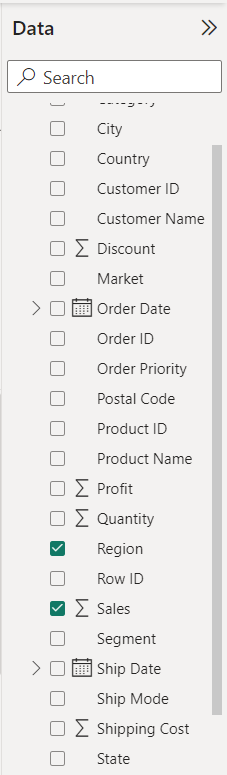 Data
Search
Category
City
Country
Customer ID
Customer Name
Discount
Market
Order Date
Order ID
Order Priority
Postal Code
Product ID
Product Name
Profit
Quantity
Region
Row ID
Sales
Segment
Ship Date
Ship Mode
Shipping Cost
State